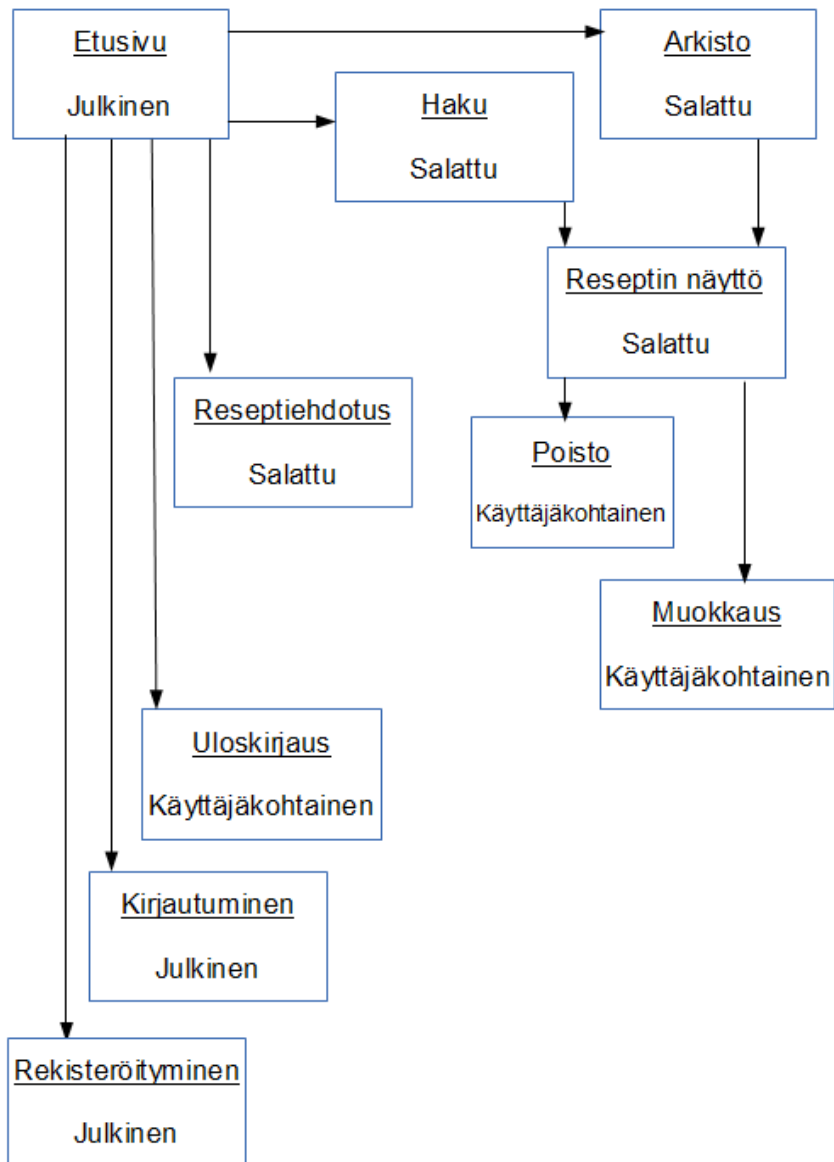 Etusivu
Julkinen
Arkisto
Salattu
Haku
Salattu
Reseptin näyttö
Salattu
Reseptiehdotus
Salattu
Poisto
Käyttäjäkohtainen
Muokkaus
Käyttäjäkohtainen
Uloskirjaus
Käyttäjäkohtainen
Kirjautuminen
Julkinen
Rekisteröityminen
Julkinen